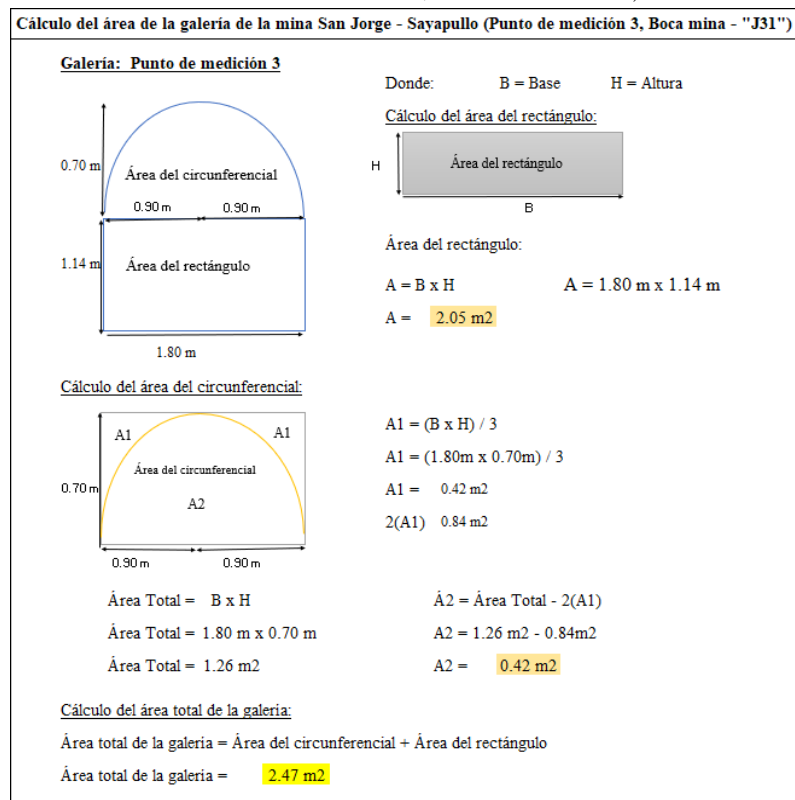 Cálculo del área de la galería de la mina San Jorge - Sayapullo (Punto de medición 3, Boca mina - "J31")
Galería: Punto de medición 3
Donde: B = Base H = Altura
Cálculo del área del rectángulo:
0.70 m
Área del circunferencial
0.90 m 0.90 m
H
Área del rectángulo
B
1.14 m
Área del rectángulo
1.80 m
Área del rectángulo:
A = B x H A = 1.80 m x 1.14 m
A = 2.05 m2
Cálculo del área del circunferencial:
A1 A1
Área del circunferencial
A2
0.70 m
0.90 m 0.90 m
A1 = (B x H) / 3
A1 = (1.80m x 0.70m) / 3
A1 = 0.42 m2
2(A1) 0.84 m2
Área Total = B x H
Área Total = 1.80 m x 0.70 m
Área Total = 1.26 m2
Á2 = Área Total - 2(A1)
A2 = 1.26 m2 - 0.84m2
A2 = 0.42 m2
Cálculo del área total de la galeria:
Área total de la galeria = Área del circunferencial + Área del rectángulo
Área total de la galeria = 2.47 m2